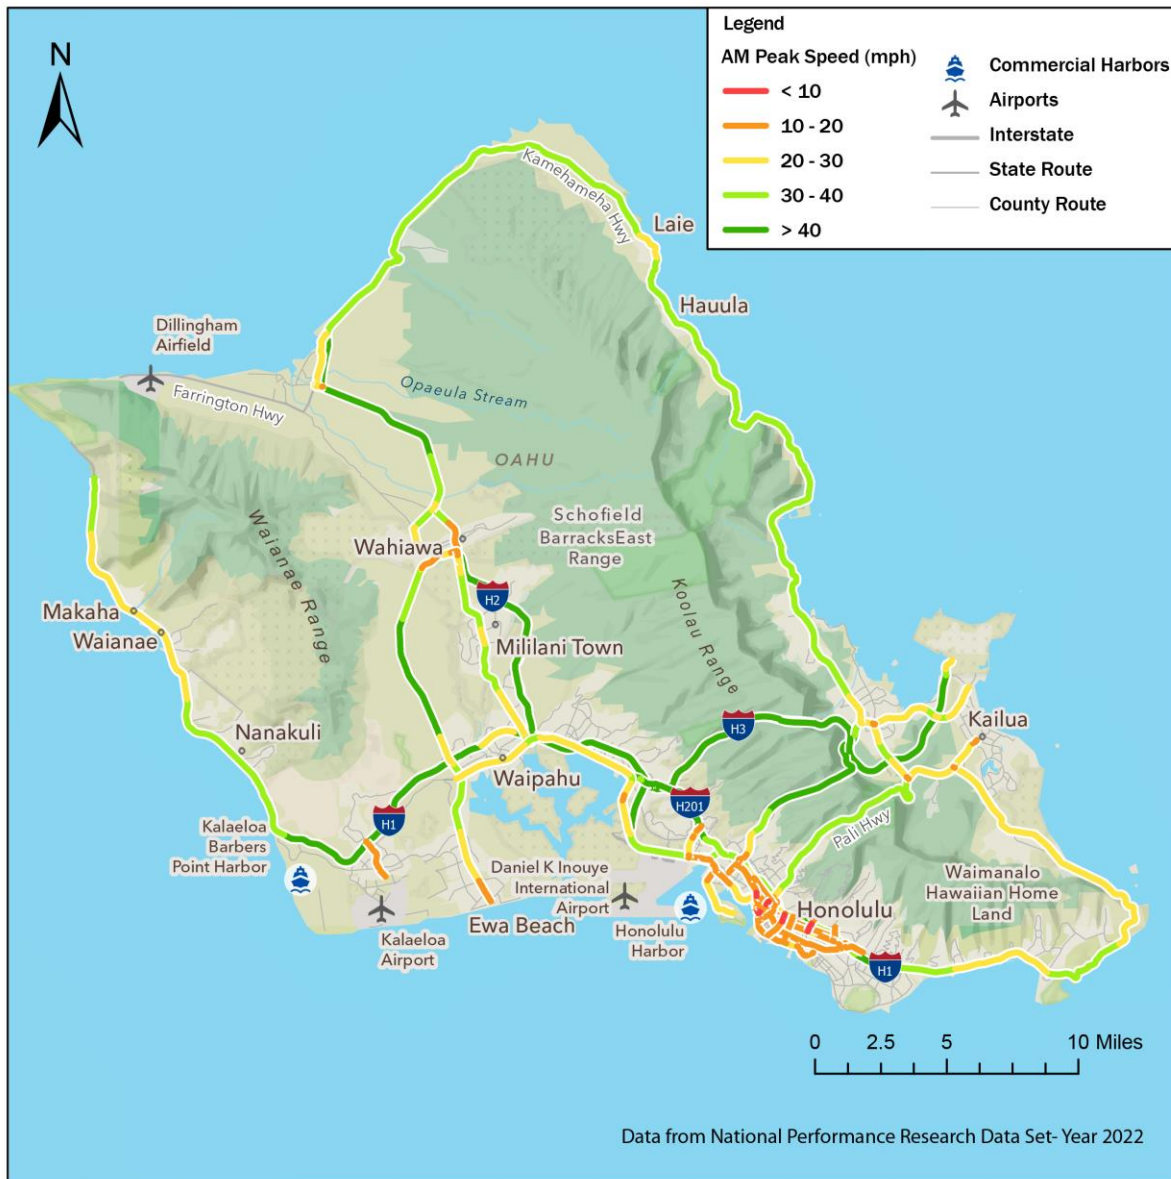 N
Legend
AM Peak Speed (mph)
< 10
10 - 20
20 - 30
30 - 40
> 40
Commercial Harbors
Airports
Interstate
State Route
County Route
Kamehameha Hwy
Laie
Hauula
Dillingham
Airfield
Farrington Hwy
Opaeula Stream
OAHU
Schofield
BarracksEast
Range
Wahiawa
Waianae Range
H2
Koolau Range
Makaha
Waianae
Mililani Town
Nanakuli
H3
Kailua
Waipahu
H201
H1
Kalaeloa
Barbers
Point Harbor
Pali Hwy
Daniel K Inouye
International
Airport
Waimanalo
Hawaiian Home
Land
Ewa Beach
Honolulu
Honolulu
Harbor
Kalaeloa
Airport
H1
0 2.5 5 10 Miles
Data from National Performance Research Data Set- Year 2022